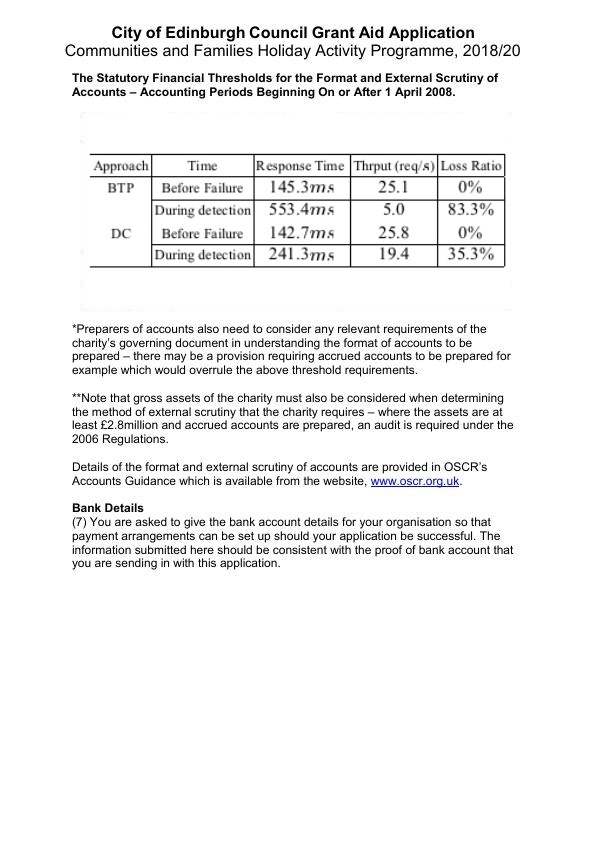 City of Edinburgh Council Grant Aid Application
Communities and Families Holiday Activity Programme, 2018/20
The Statutory Financial Thresholds for the Format and External Scrutiny of
Accounts – Accounting Periods Beginning On or After 1 April 2008.
Approach Time Response Time Thrput (req/s) Loss Ratio
BTP Before Failure 145.3ms 25.1 0%
During detection 553.4ms 5.0 83.3%
DC Before Failure 142.7ms 25.8 0%
During detection 241.3ms 19.4 35.3%
*Preparers of accounts also need to consider any relevant requirements of the
charity’s governing document in understanding the format of accounts to be
prepared – there may be a provision requiring accrued accounts to be prepared for
example which would overrule the above threshold requirements.
**Note that gross assets of the charity must also be considered when determining
the method of external scrutiny that the charity requires – where the assets are at
least £2.8million and accrued accounts are prepared, an audit is required under the
2006 Regulations.
Details of the format and external scrutiny of accounts are provided in OSCR’s
Accounts Guidance which is available from the website, www.oscr.org.uk.
Bank Details
(7) You are asked to give the bank account details for your organisation so that
payment arrangements can be set up should your application be successful. The
information submitted here should be consistent with the proof of bank account that
you are sending in with this application.